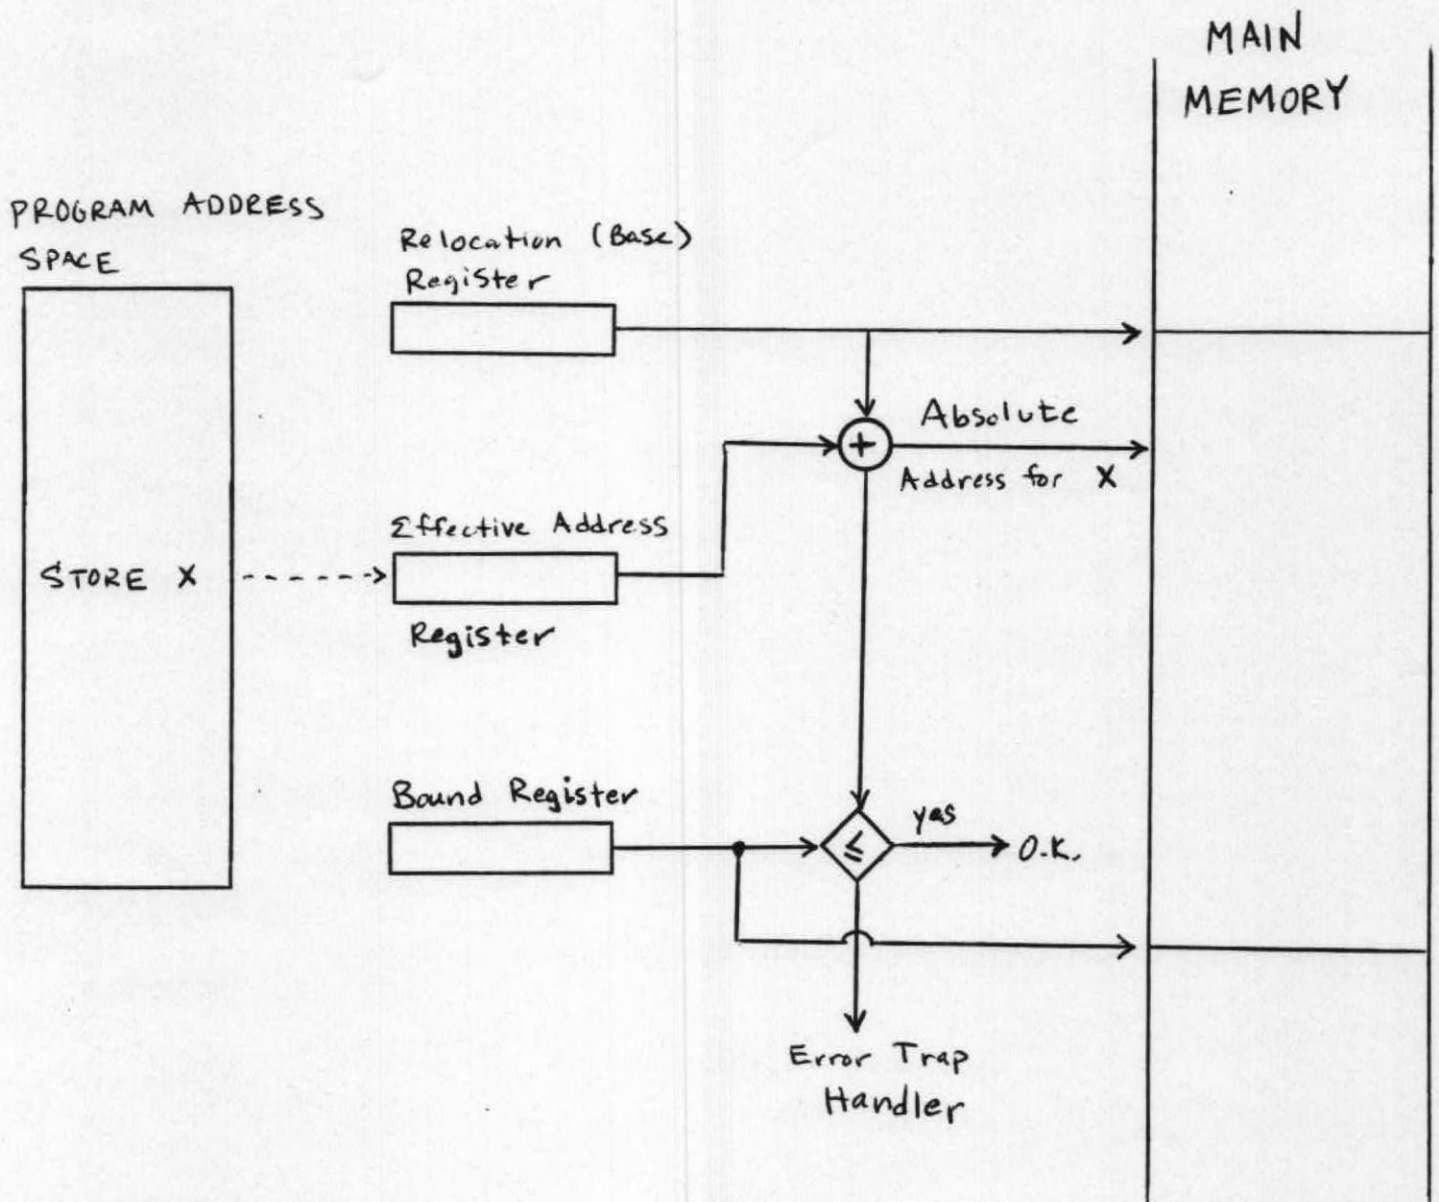 MAIN
MEMORY
PROGRAM ADDRESS
SPACE
Relocation (Base)
Register
Absolute
+
Address for X
Effective Address
STORE X
Register
Bound Register
yes
≤
O.K.
Error Trap
Handler